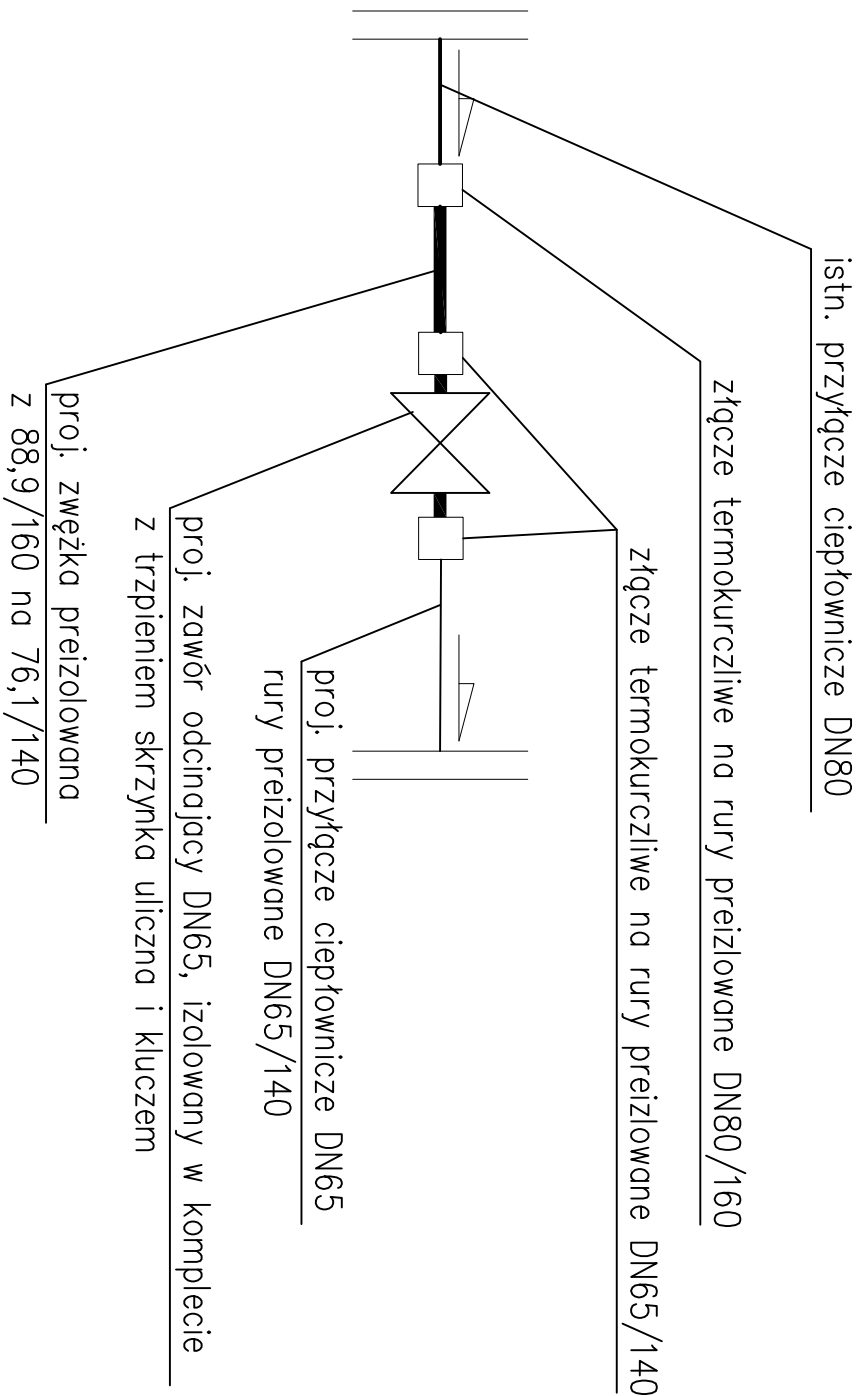 istn. przyłącze ciepłownicze DN80
złącze termokurczliwe na rury preizlowane DN80/160
złącze termokurczliwe na rury preizlowane DN65/140
proj. przyłącze ciepłownicze DN65
rury preizolowane DN65/140
proj. zawór odcinajacy DN65, izolowany w komplecie
z trzpieniem skrzynka uliczna i kluczem
proj. zwężka preizolowana
z 88,9/160 na 76,1/140